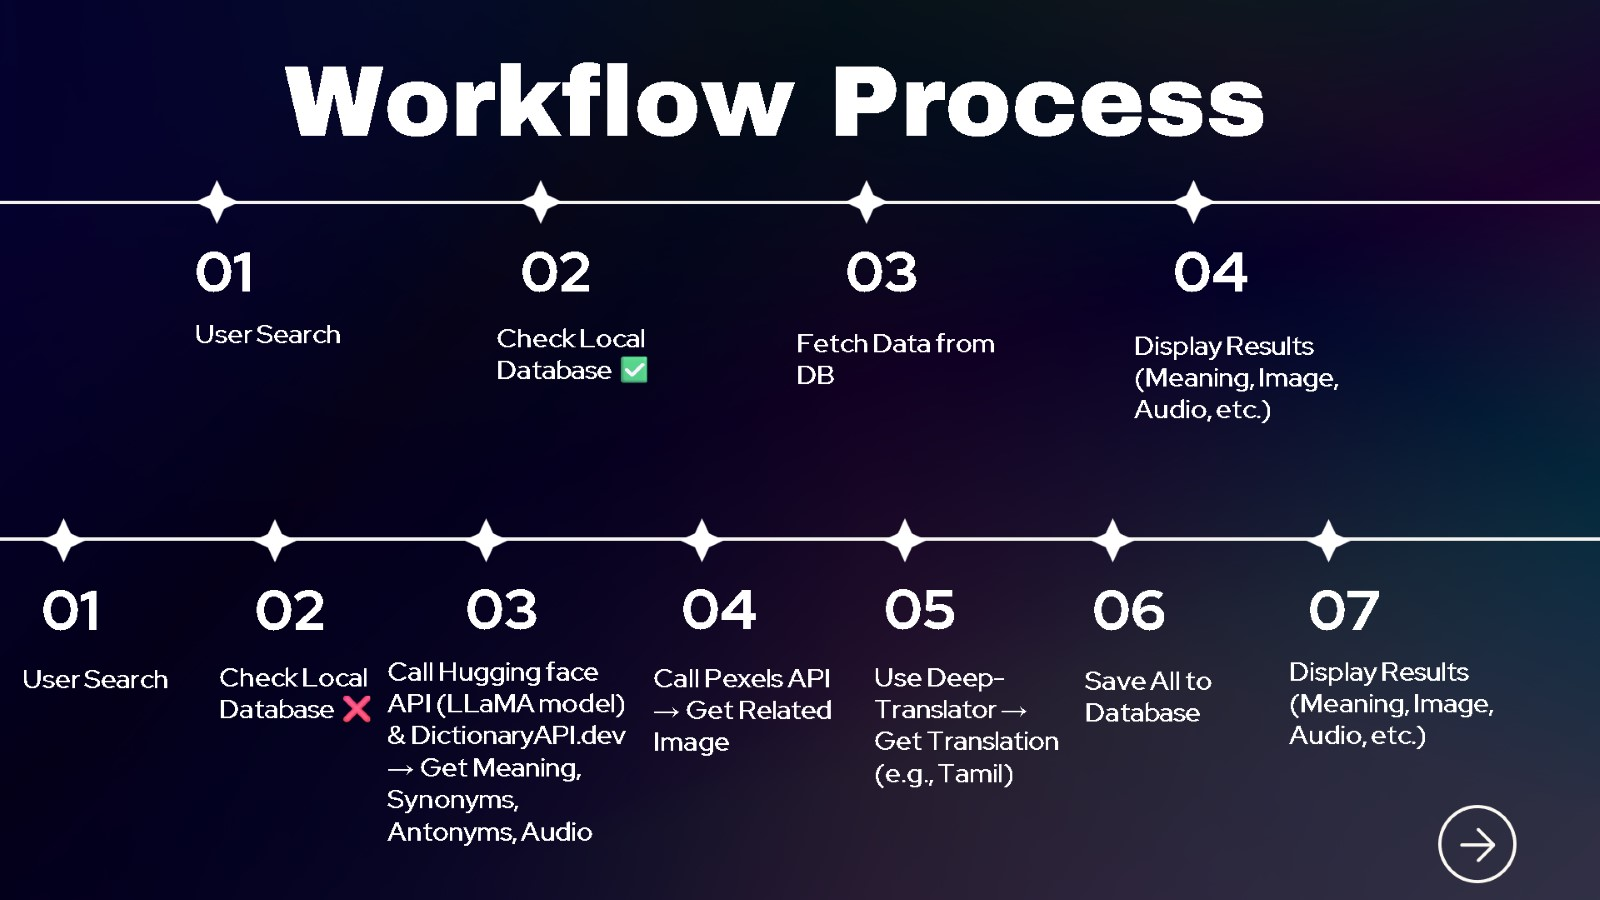 Workflow Process
01
User Search
02
Check Local
Database ✅
03
Fetch Data from
DB
04
Display Results
(Meaning, Image,
Audio, etc.)
01
User Search
02
Check Local
Database ❌
03
Call Hugging face
API (LLaMA model)
& DictionaryAPI.dev
→ Get Meaning,
Synonyms,
Antonyms, Audio
04
Call Pexels API
→ Get Related
Image
05
Use Deep-
Translator →
Get Translation
(e.g., Tamil)
06
Save All to
Database
07
Display Results
(Meaning, Image,
Audio, etc.)